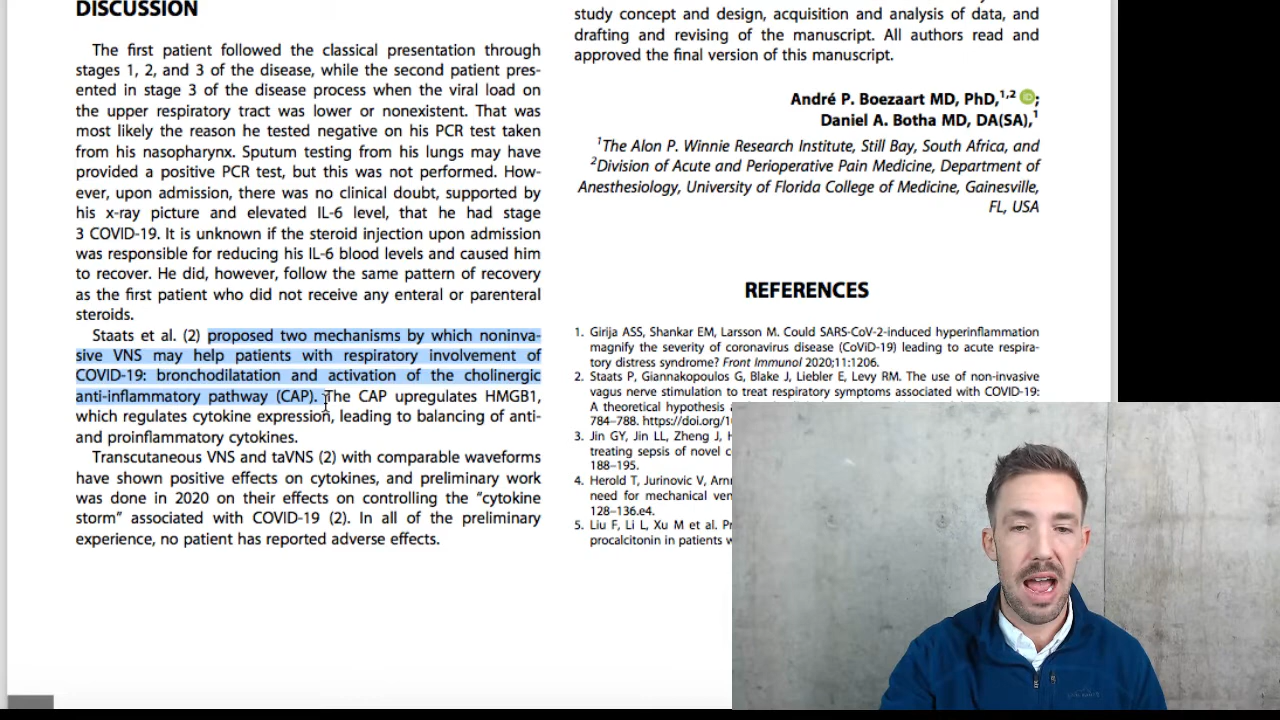 DISCUSSION
The first patient followed the classical presentation through
stages 1, 2, and 3 of the disease, while the second patient pres-
ented in stage 3 of the disease process when the viral load on
the upper respiratory tract was lower or nonexistent. That was
most likely the reason he tested negative on his PCR test taken
from his nasopharynx. Sputum testing from his lungs may have
provided a positive PCR test, but this was not performed. How-
ever, upon admission, there was no clinical doubt, supported by
his x-ray picture and elevated IL-6 level, that he had stage
3 COVID-19. It is unknown if the steroid injection upon admission
was responsible for reducing his IL-6 blood levels and caused him
to recover. He did, however, follow the same pattern of recovery
as the first patient who did not receive any enteral or parenteral
steroids.
Staats et al. (2) proposed two mechanisms by which noninva-
sive VNS may help patients with respiratory involvement of
COVID-19: bronchodilatation and activation of the cholinergic
anti-inflammatory pathway (CAP). The CAP upregulates HMGB1,
which regulates cytokine expression, leading to balancing of anti-
and proinflammatory cytokines.
Transcutaneous VNS and taVNS (2) with comparable waveforms
have shown positive effects on cytokines, and preliminary work
was done in 2020 on their effects on controlling the “cytokine
storm” associated with COVID-19 (2). In all of the preliminary
experience, no patient has reported adverse effects.
study concept and design, acquisition and analysis of data, and
drafting and revising of the manuscript. All authors read and
approved the final version of this manuscript.
André P. Boezaart MD, PhD,1,2 iD;
Daniel A. Botha MD, DA(SA),1
1The Alon P. Winnie Research Institute, Still Bay, South Africa, and
2Division of Acute and Perioperative Pain Medicine, Department of
Anesthesiology, University of Florida College of Medicine, Gainesville,
FL, USA
REFERENCES
1. Girija ASS, Shankar EM, Larsson M. Could SARS-CoV-2-induced hyperinflammation
magnify the severity of coronavirus disease (CoViD-19) leading to acute respira-
tory distress syndrome? Front Immunol 2020;11:1206.
2. Staats P, Giannakopoulos G, Blake J, Liebler E, Levy RM. The use of non-invasive
vagus nerve stimulation to treat respiratory symptoms associated with COVID-19:
A theoretical hypothesis
784–788. https://doi.org/1
3. Jin GY, Jin LL, Zheng J,
treating sepsis of novel
188–195.
4. Herold T, Jurinovic V,
need for mechanical
128–136.e4.
5. Liu F, Li L, Xu M et al.
procalcitonin in patients